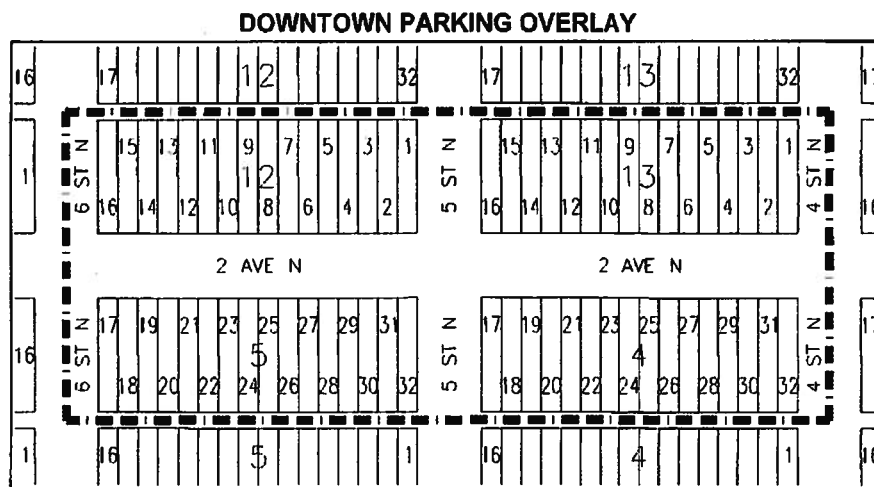 DOWNTOWN PARKING OVERLAY
16 17 12 32 17 13 32 17
1 6 ST N 15 13 11 9 7 5 3 1 5 ST N 15 13 11 9 7 5 3 1 4 ST N
12 13
16 14 12 10 8 6 4 2 16 14 12 10 8 6 4 2 16
2 AVE N 2 AVE N
17 19 21 23 25 27 29 31 17 19 21 23 25 27 29 31 17
16 6 ST N 5 5 ST N 4 4 ST N
18 20 22 24 26 28 30 32 18 20 22 24 26 28 30 32
1 16 5 1 16 4 1 16